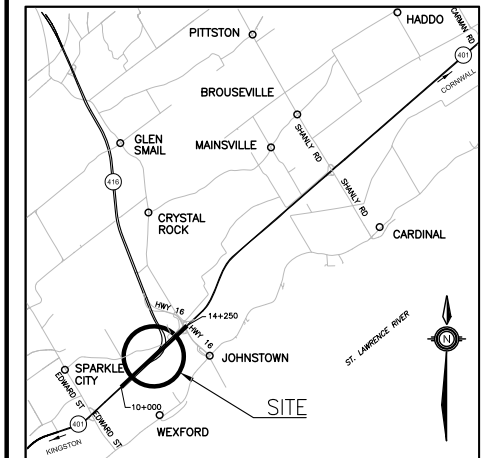 HADDO
PITTSTON
CARMAN RD
401
CORNWALL
BROUSEVILLE
SHANLY RD
GLEN
SMAIL
MAINSVILLE
416
SHANLY RD
CRYSTAL
ROCK
CARDINAL
HWY 16
14+250
HWY 16
ST. LAWRENCE RIVER
N
JOHNSTOWN
SPARKLE
CITY
EDWARD ST
10+000
SITE
EDWARD ST
WEXFORD
401
KINGSTON